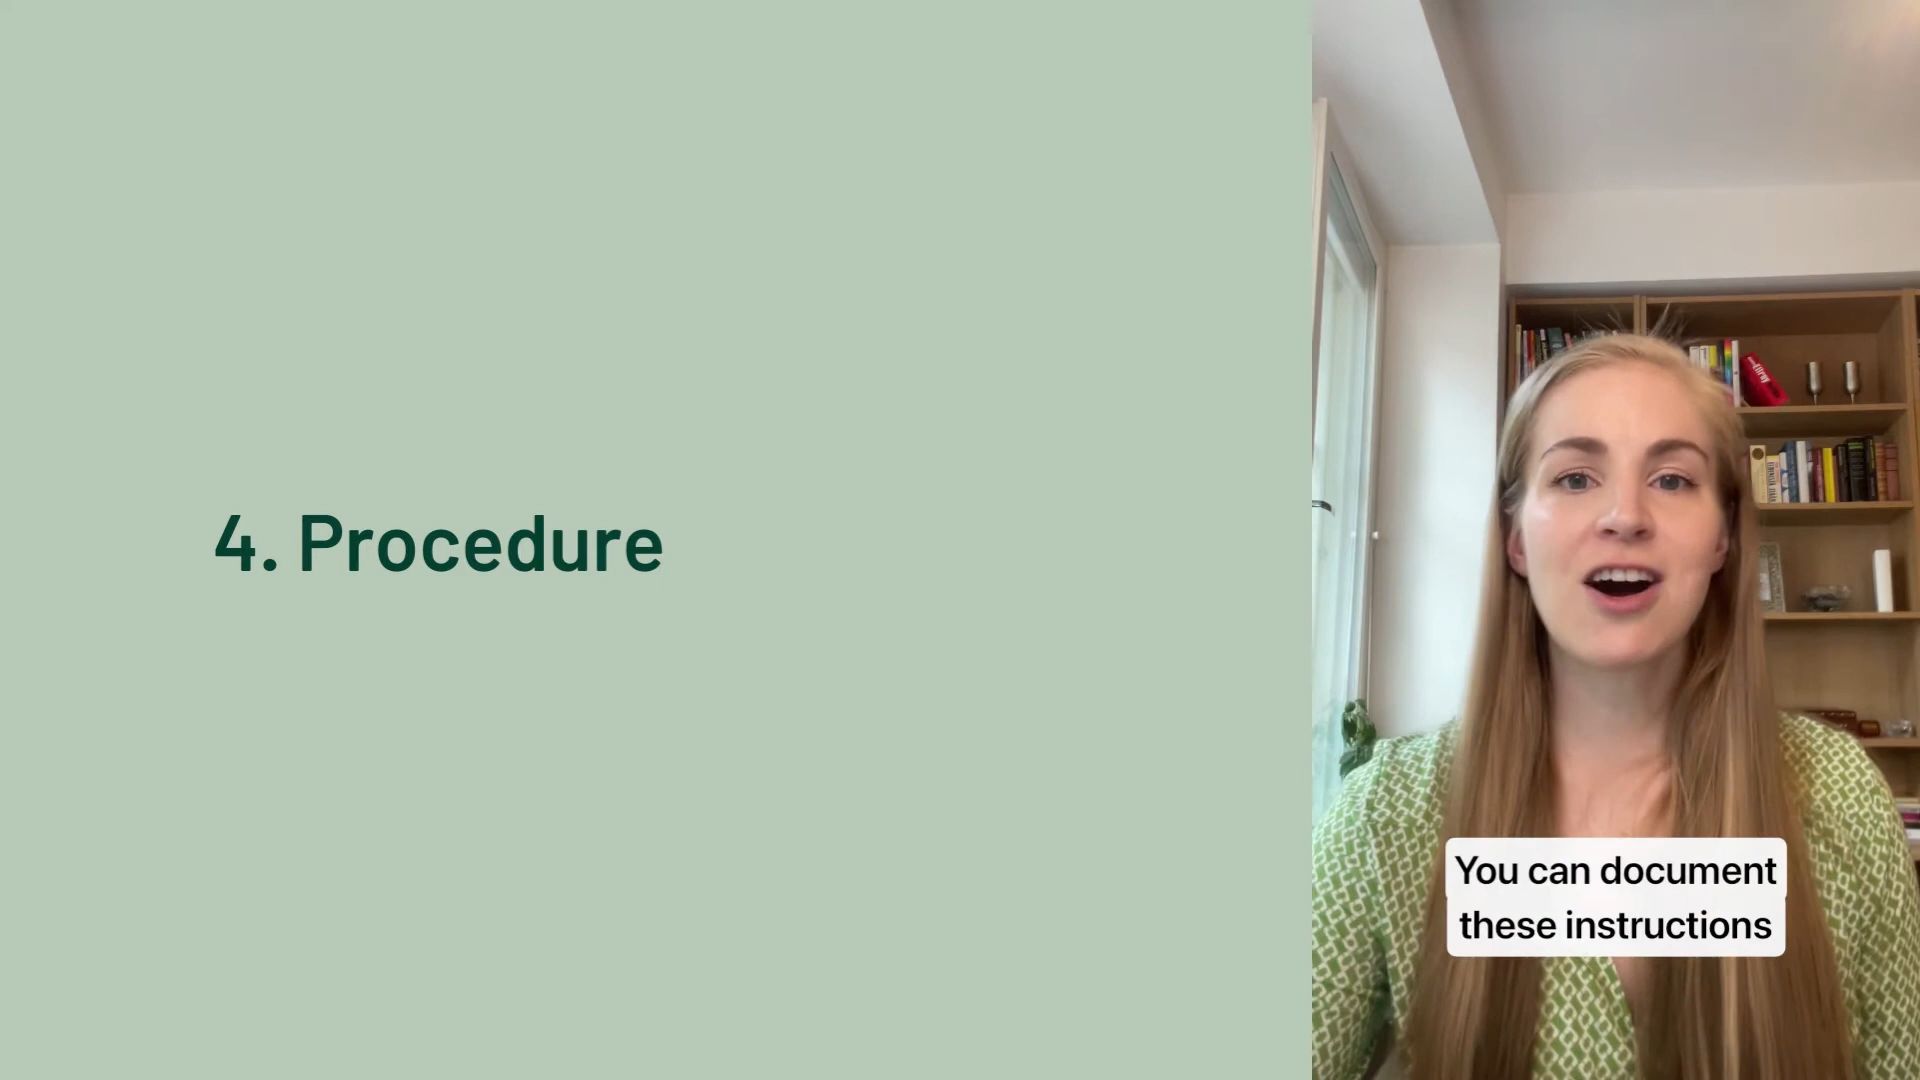 4. Procedure
You can document
these instructions